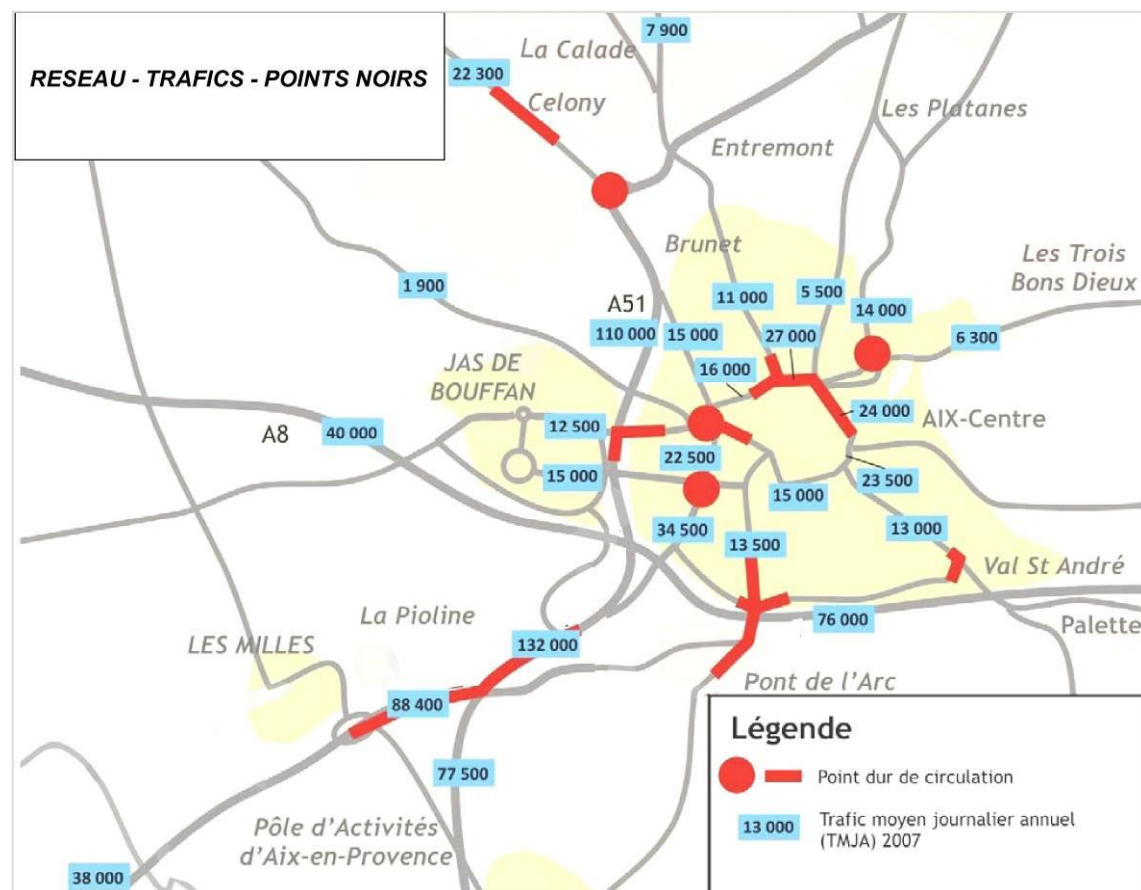 RESEAU - TRAFICS - POINTS NOIRS
7 900
La Calade
22 300
Celony
Les Platanes
Entremont
Brunet
Les Trois
Bons Dieux
1 900
A51
11 000
5 500
14 000
110 000
15 000
27 000
6 300
JAS DE
BOUFFAN
16 000
24 000
AIX-Centre
A8
40 000
12 500
22 500
23 500
15 000
15 000
34 500
13 500
13 000
Val St André
La Pioline
76 000
Palette
LES MILLES
132 000
Pont de l'Arc
88 400
77 500
Pôle d'Activités
d'Aix-en-Provence
38 000
Légende
Point dur de circulation
13 000
Trafic moyen journalier annuel
(TMJA) 2007